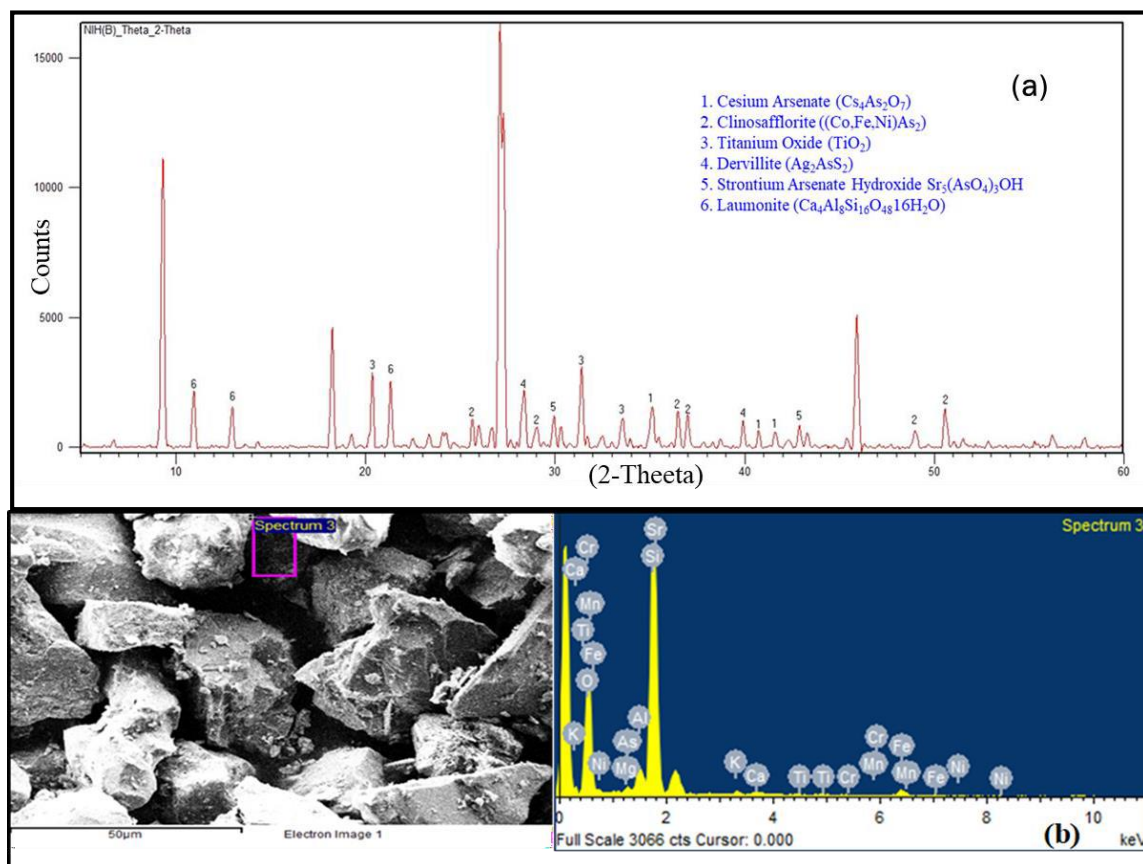 NIH(B)_Theta_2-Theta
15000
10000
5000
0
Counts
(a)
1. Cesium Arsenate (Cs₄As₂O₇)
2. Clinosafflorite ((Co,Fe,Ni)As₂)
3. Titanium Oxide (TiO₂)
4. Dervillite (Ag₂AsS₂)
5. Strontium Arsenate Hydroxide Sr₅(AsO₄)₃OH
6. Laumonite (Ca₄Al₈Si₁₆O₄₈16H₂O)
6 6 3 6 2 4 2 5 3 3 1 2 2 4 1 1 5 2 2
10 20 30 40 50 60
(2-Theeta)
Spectrum 3
50µm Electron Image 1
Spectrum 3
Sr
Cr Si
Ca
Mn
Ti
Fe
O
Al
K As Cr Fe
Ni Mg K Ca Ti Ti Cr Mn Mn Fe Ni Ni
0 2 4 6 8 10
Full Scale 3066 cts Cursor: 0.000 (b) keV